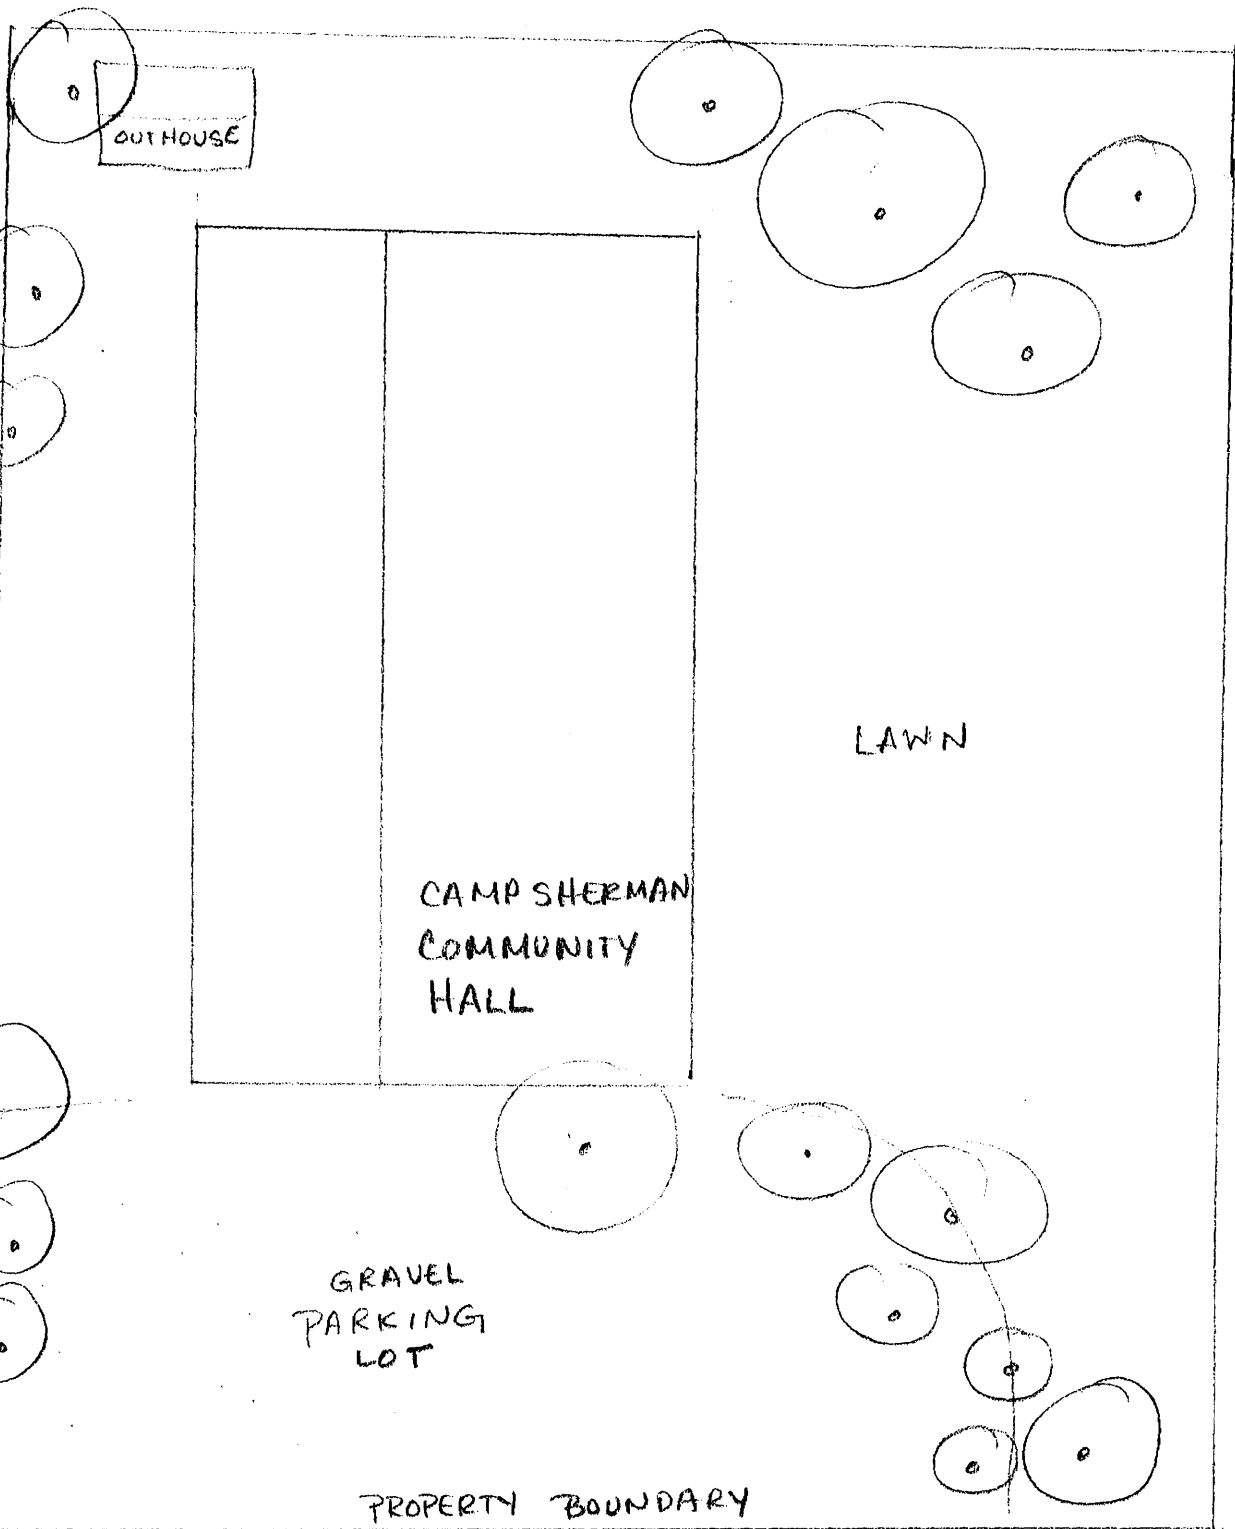 OUTHOUSE
LAWN
CAMP SHERMAN
COMMUNITY
HALL
GRAVEL
PARKING
LOT
PROPERTY BOUNDARY